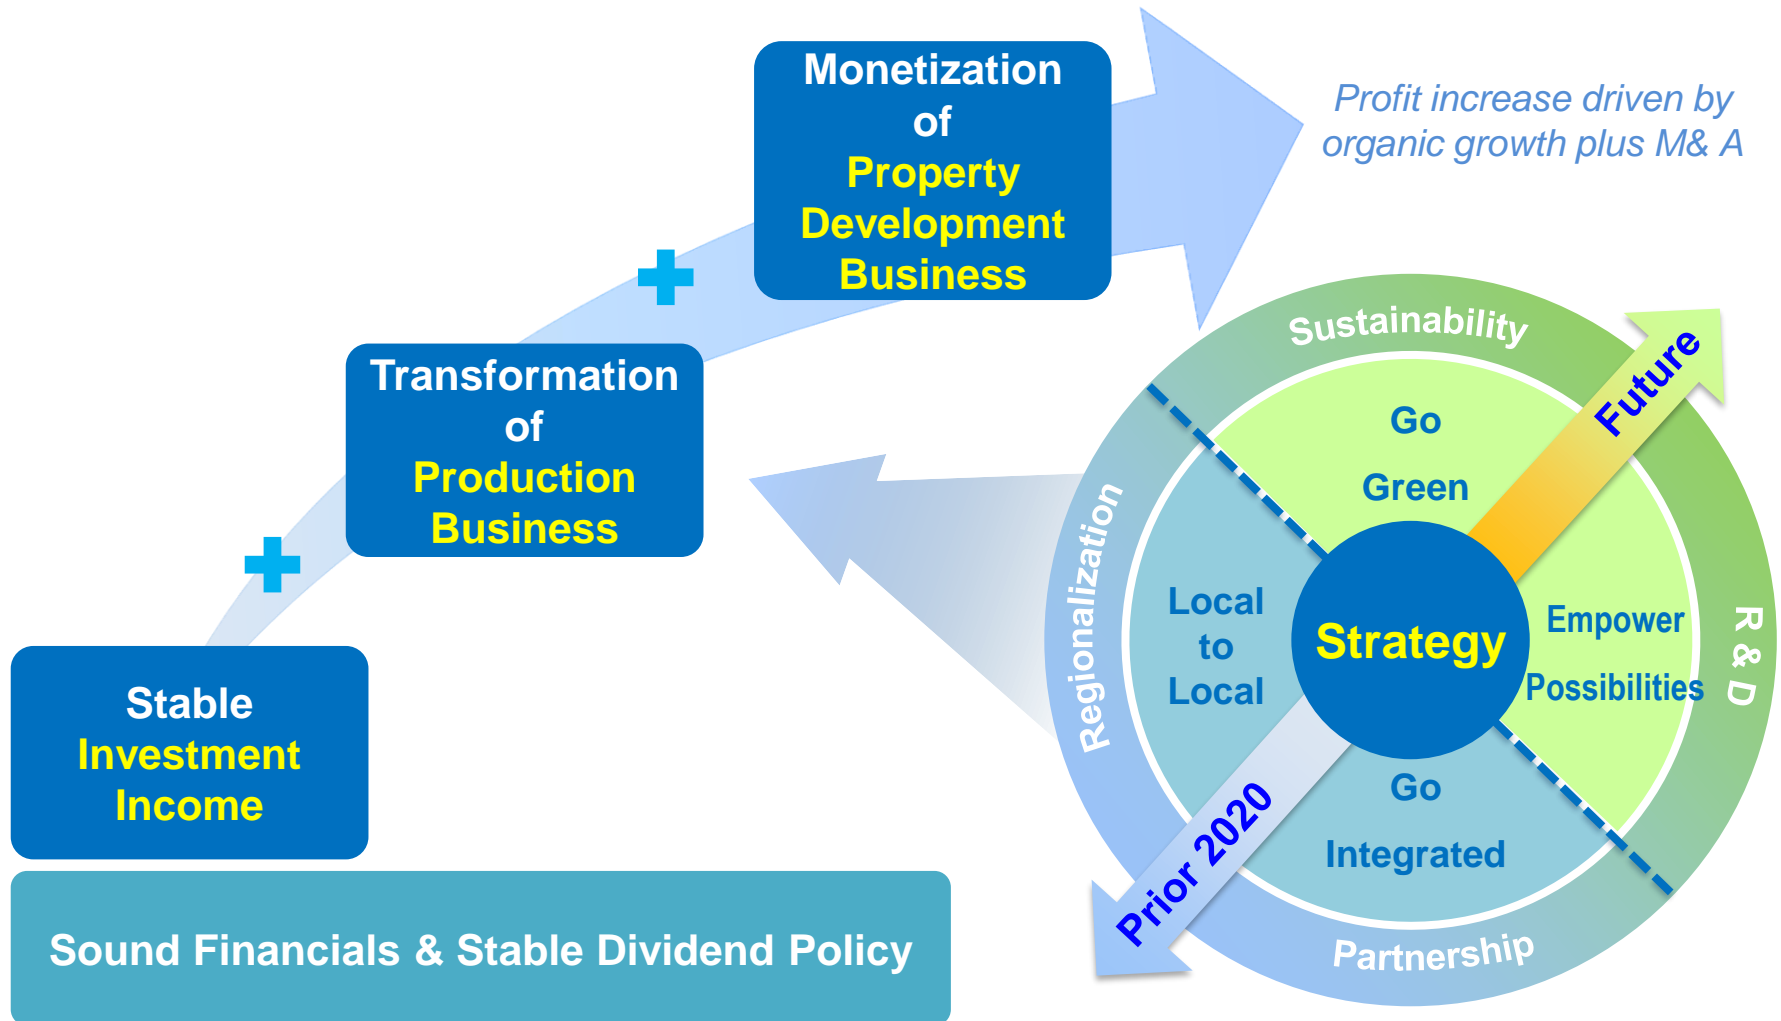 Monetization
of
Property
Development
Business
Profit increase driven by
organic growth plus M& A
Transformation
of
Production
Business
Stable
Investment
Income
Sound Financials & Stable Dividend Policy
Sustainability
Future
Go
Green
Regionalization
Local
to
Local
Strategy
Empower
Possibilities
R & D
Go
Integrated
Prior 2020
Partnership